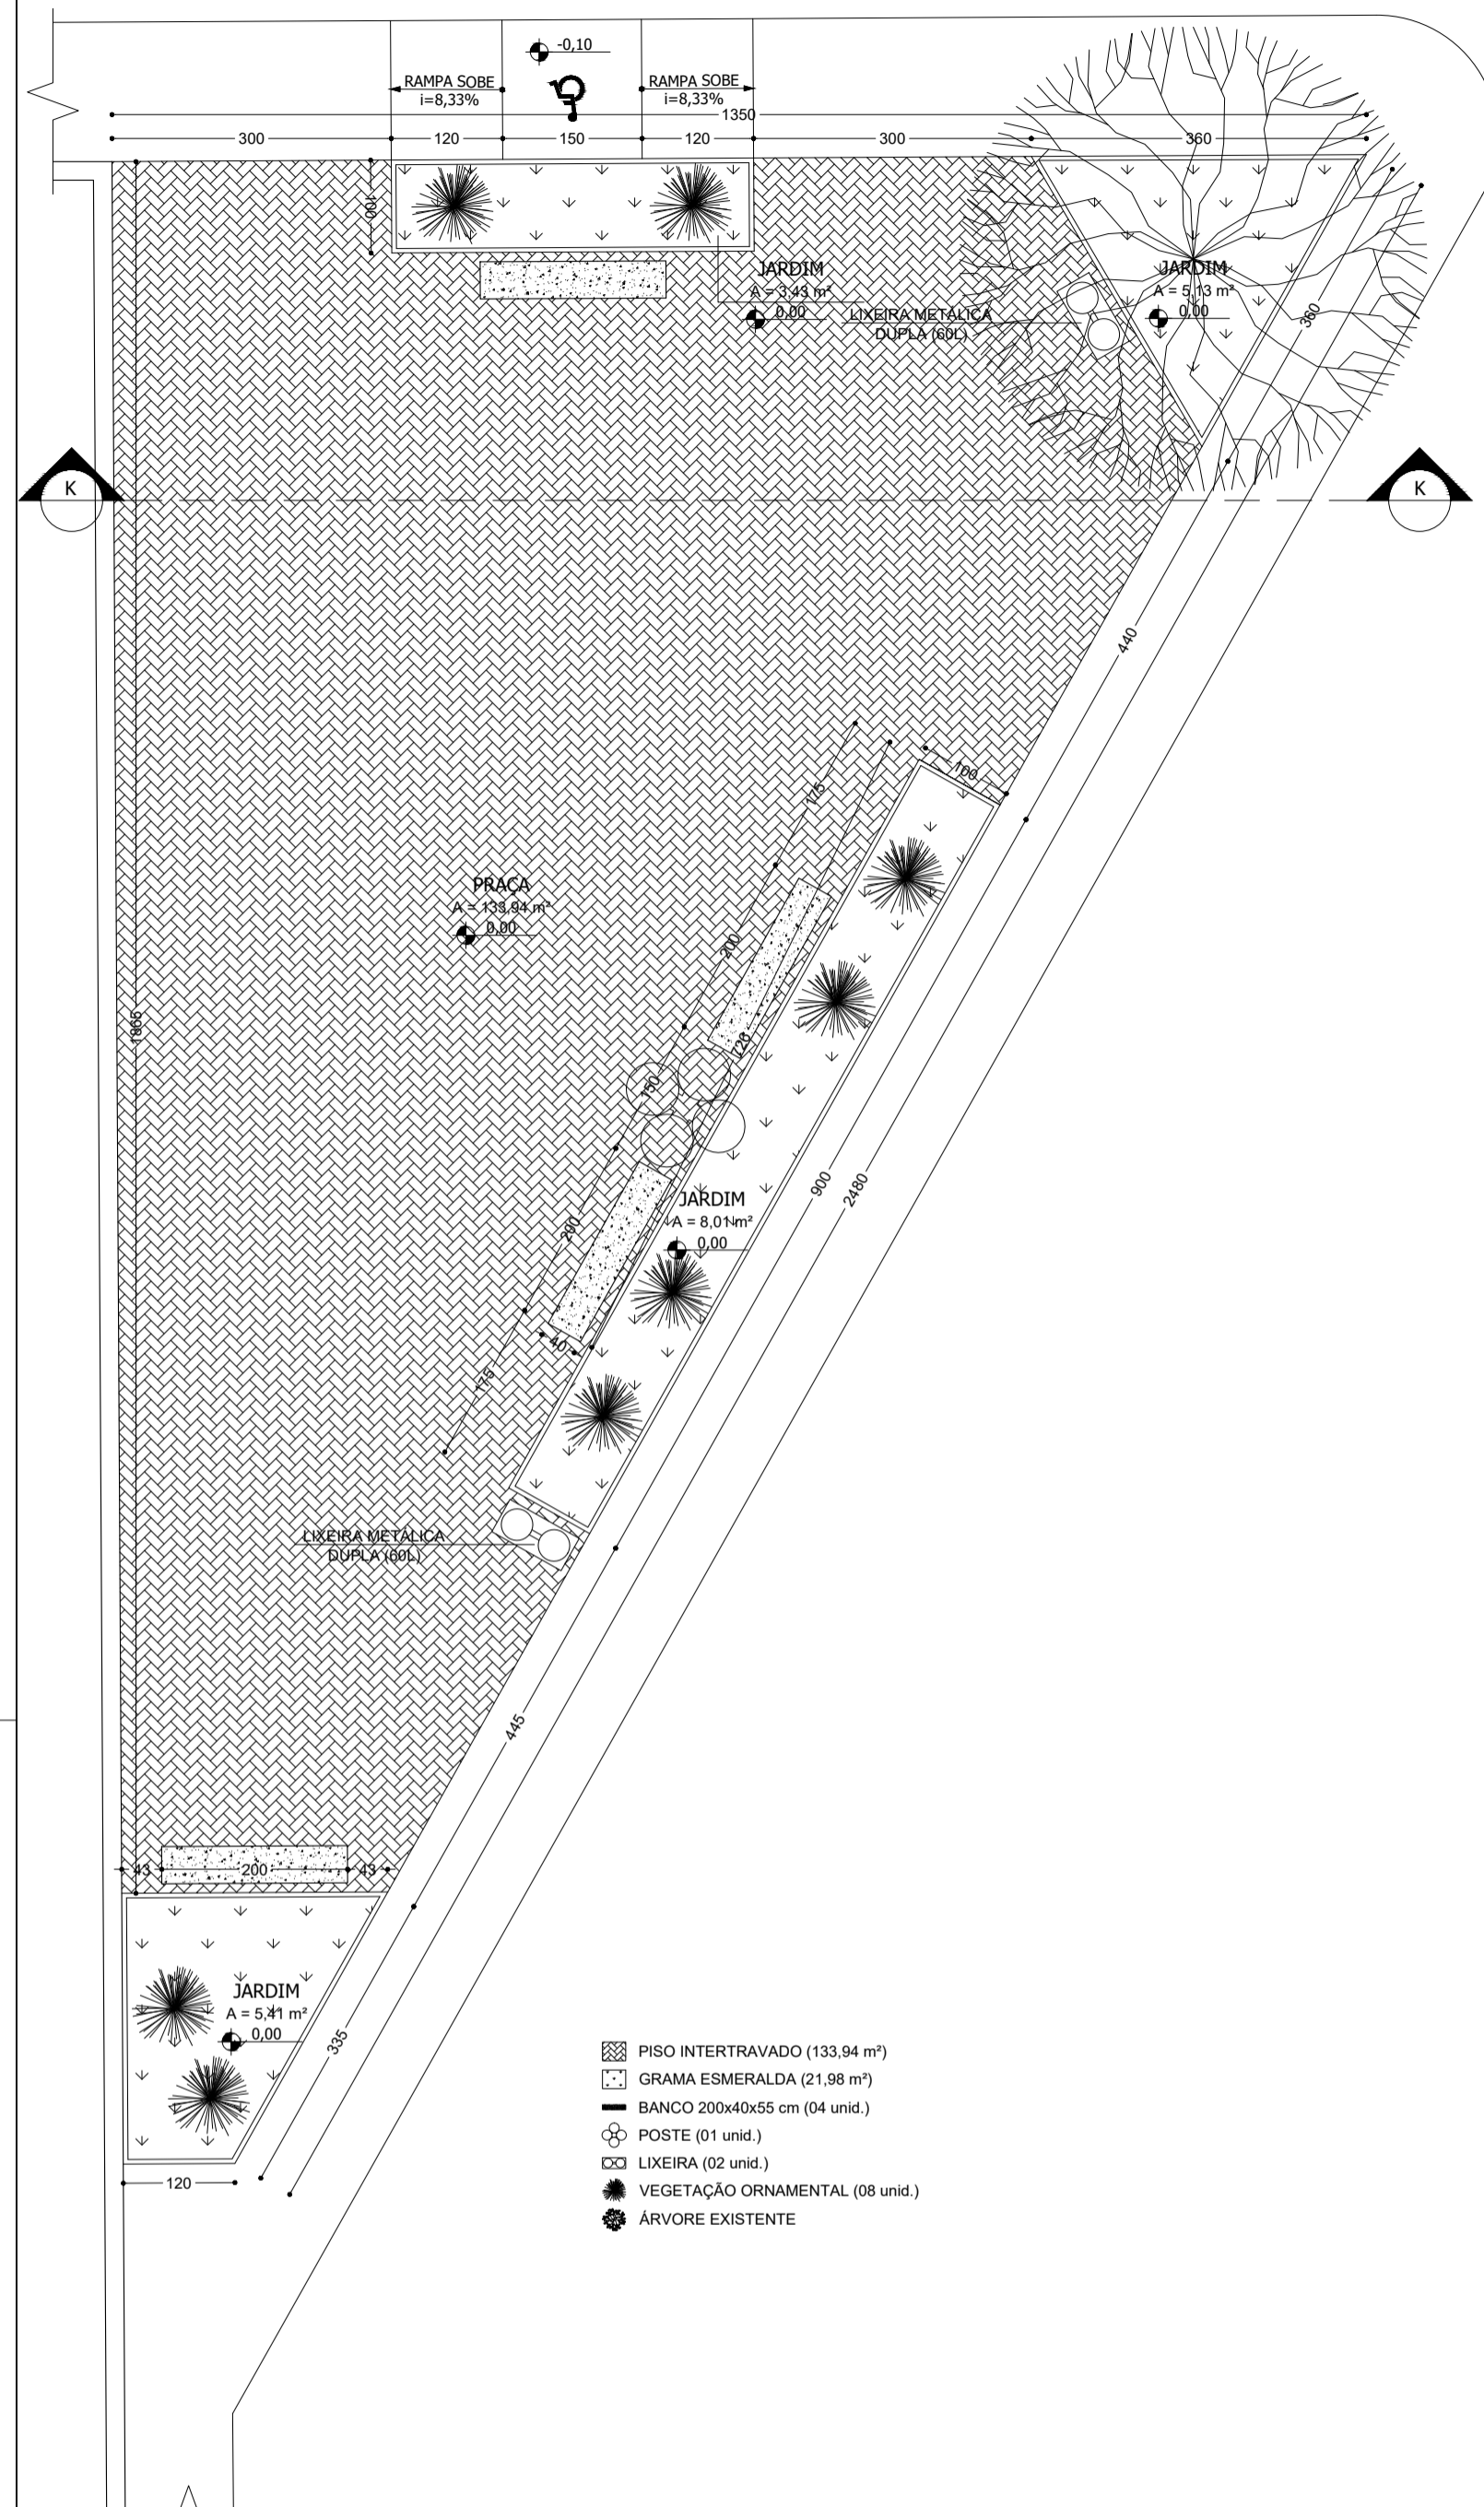 -0,10
RAMPA SOBE
i=8,33%
RAMPA SOBE
i=8,33%
1350
300
120
150
120
300
360
100
JARDIM
A = 3,43 m²
0,00
LIXEIRA METÁLICA
DUPLA (60L)
JARDIM
A = 5,13 m²
0,00
360
K
K
440
100
175
PRAÇA
A = 133,94 m²
0,00
200
1865
726
150
900
2480
JARDIM
A = 8,01 m²
0,00
200
40
175
LIXEIRA METÁLICA
DUPLA (60L)
445
43
200
43
JARDIM
A = 5,41 m²
0,00
335
120
PISO INTERTRAVADO (133,94 m²)
GRAMA ESMERALDA (21,98 m²)
BANCO 200x40x55 cm (04 unid.)
POSTE (01 unid.)
LIXEIRA (02 unid.)
VEGETAÇÃO ORNAMENTAL (08 unid.)
ÁRVORE EXISTENTE